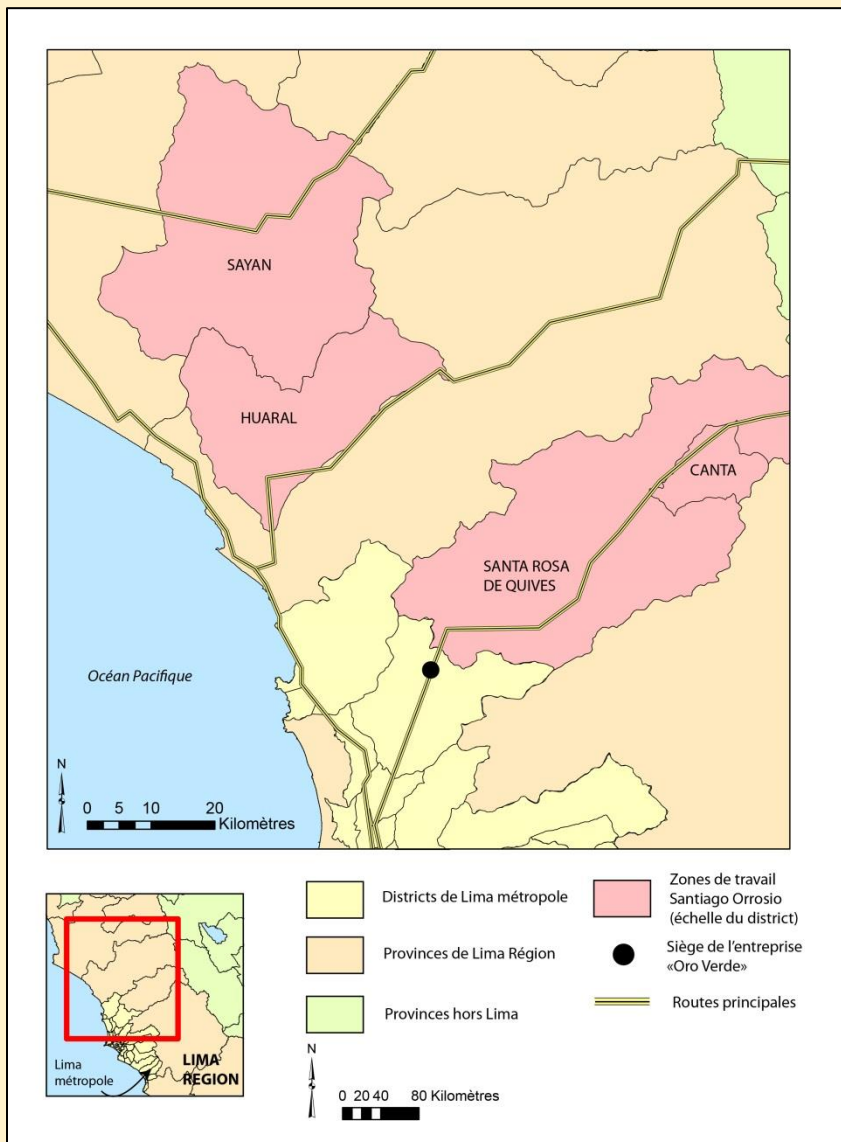 SAYAN
HUARAL
CANTA
SANTA ROSA
DE QUIVES
Océan Pacifique
N
0 5 10 20
Kilomètres
Districts de Lima métropole
Provinces de Lima Région
Provinces hors Lima
Zones de travail
Santiago Orrosio
(échelle du district)
Siège de l'entreprise
«Oro Verde»
Routes principales
Lima
métropole
LIMA
REGION
N
0 20 40 80 Kilomètres